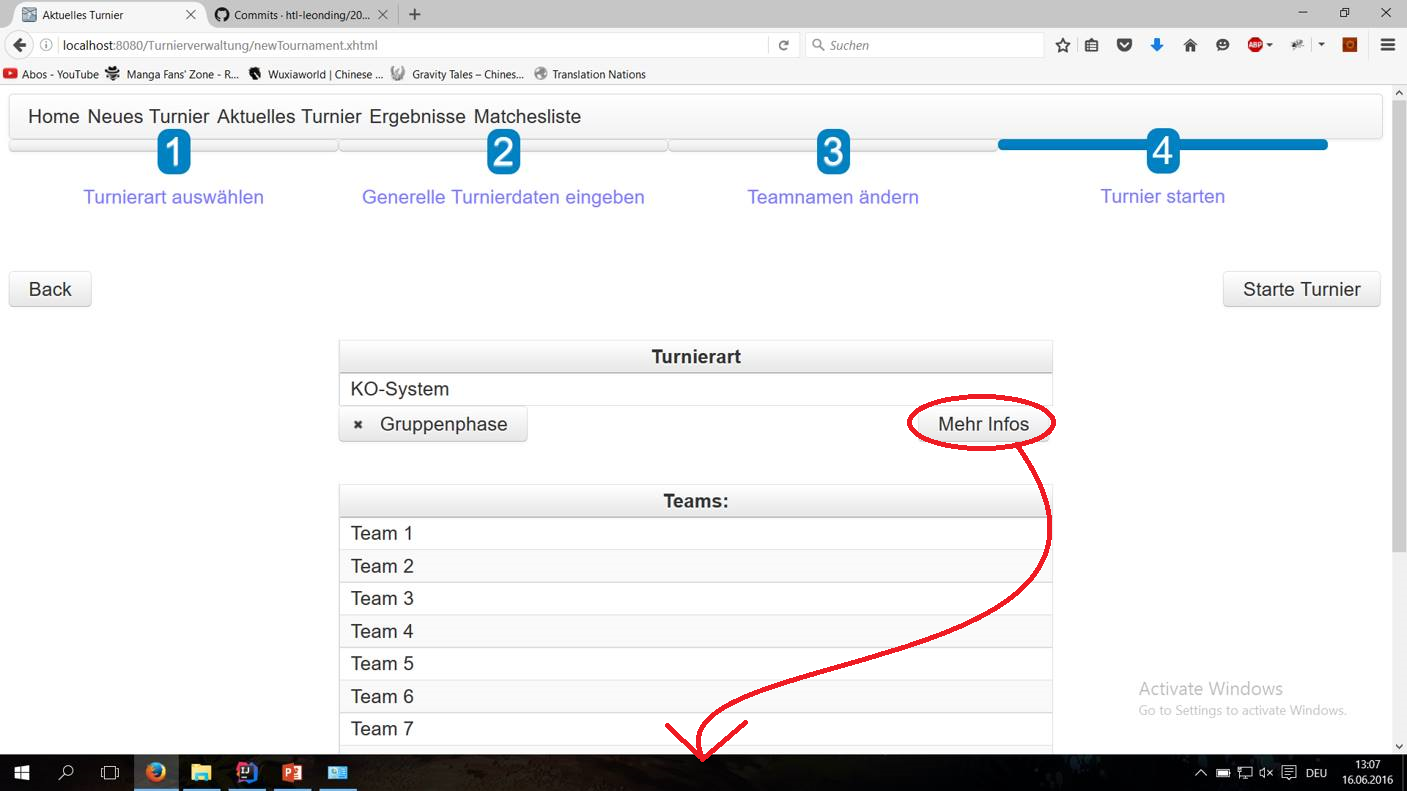 Aktuelles Turnier
Commits · htl-leonding/20...
localhost:8080/Turnierverwaltung/newTournament.xhtml
Suchen
ABP
Abos - YouTube Manga Fans' Zone - R... Wuxiaworld | Chinese ... Gravity Tales – Chines... Translation Nations
Home Neues Turnier Aktuelles Turnier Ergebnisse Matchesliste
1 2 3 4
Turnierart auswählen Generelle Turnierdaten eingeben Teamnamen ändern Turnier starten
Back Starte Turnier
Turnierart
KO-System
Gruppenphase Mehr Infos
Teams:
Team 1
Team 2
Team 3
Team 4
Team 5
Team 6
Team 7
Activate Windows
Go to Settings to activate Windows.
DEU
13:07
16.06.2016